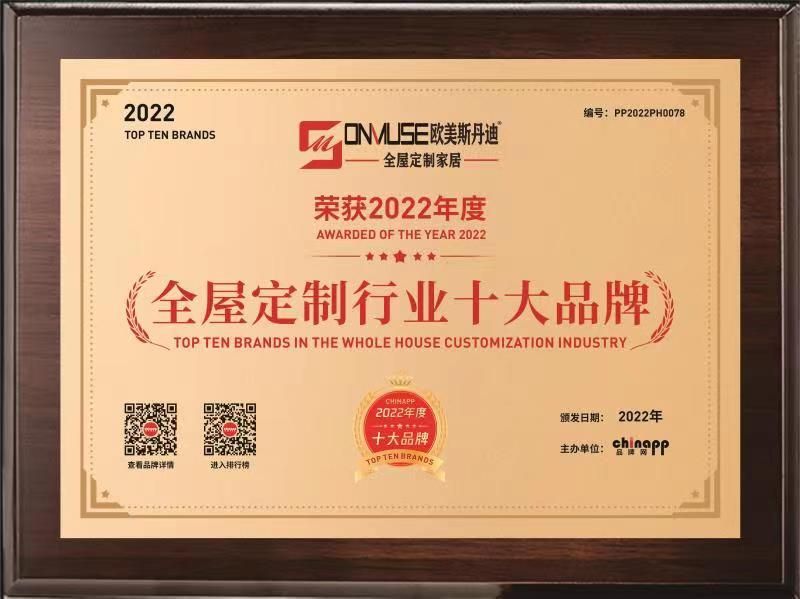 2022
TOP TEN BRANDS
编号：PP2022PH0078
ONMUSE欧美斯丹迪®
全屋定制家居
荣获2022年度
AWARDED OF THE YEAR 2022
全屋定制行业十大品牌
TOP TEN BRANDS IN THE WHOLE HOUSE CUSTOMIZATION INDUSTRY
查看品牌详情
进入排行榜
CHINAPP
2022年度
十大品牌
TOP TEN BRANDS
颁发日期： 2022年
主办单位： chinapp
品牌网